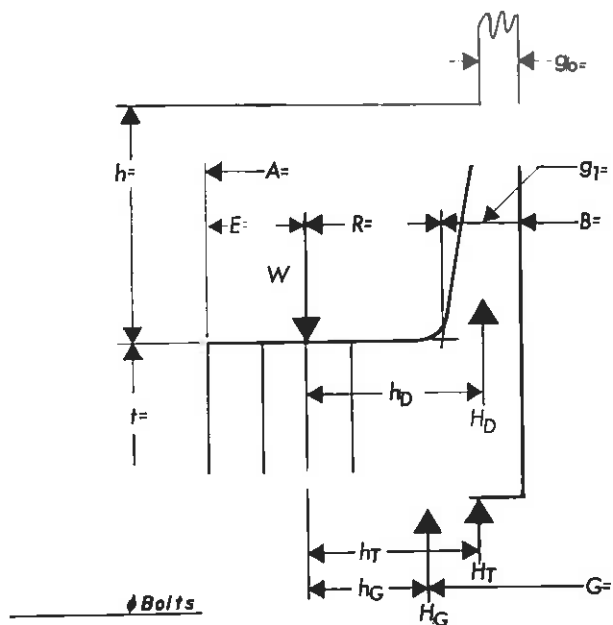 g₀=
h=
A=
g₁=
E=
R=
B=
W
t=
h_D
H_D
h_T
H_T
h_G
G=
H_G
ϕ Bolts